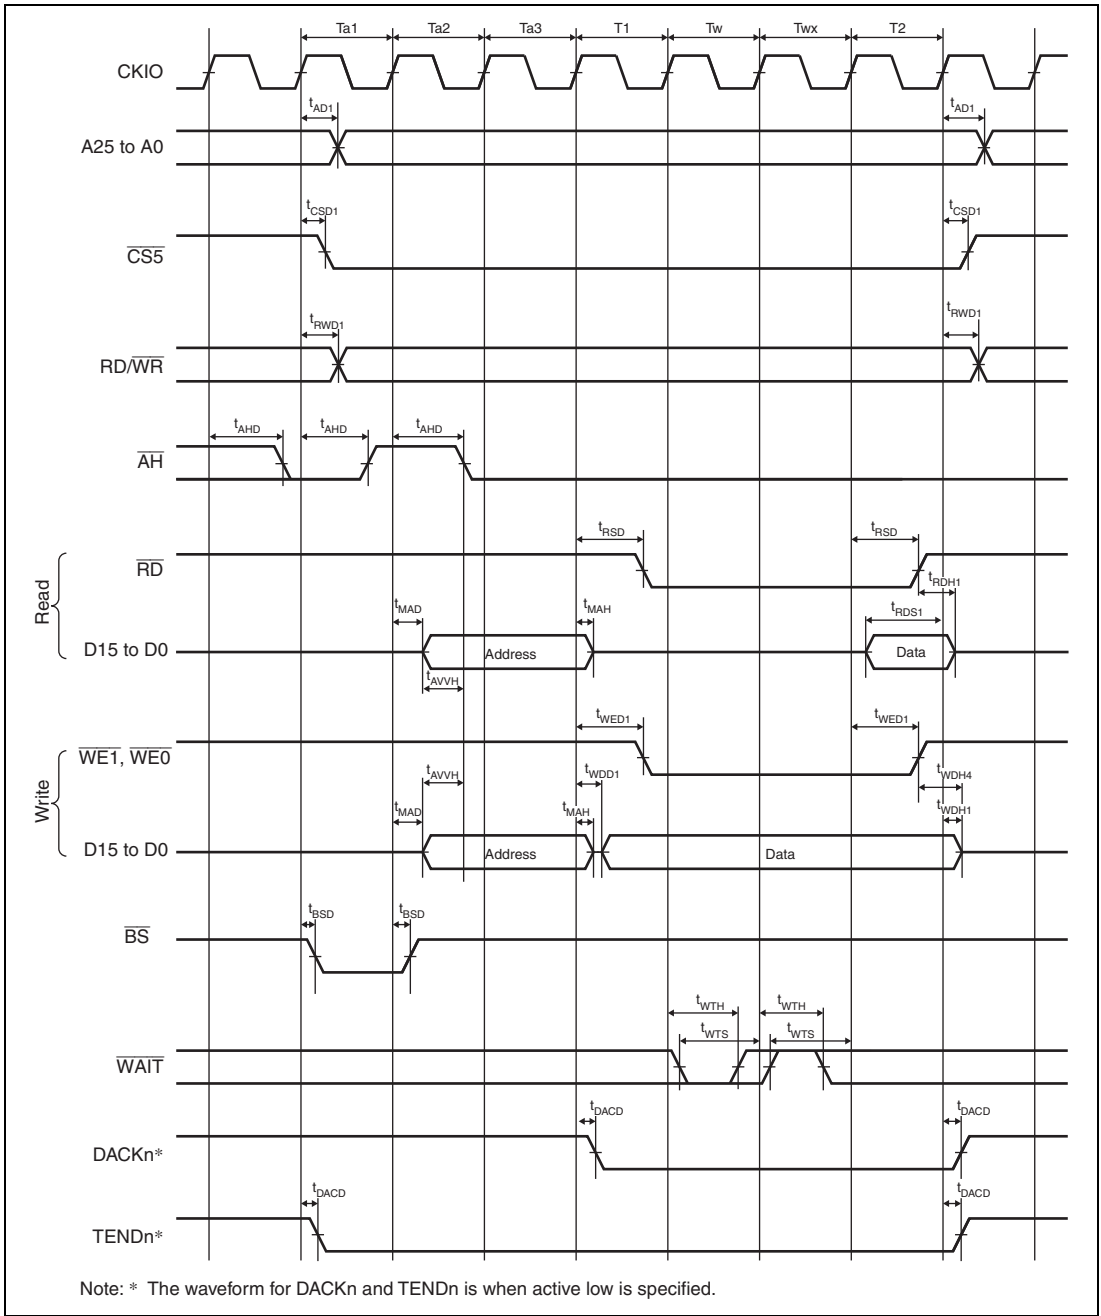 Ta1 Ta2 Ta3 T1 Tw Twx T2
CKIO
tAD1 tAD1
A25 to A0
tCSD1 tCSD1
CS5
tRWD1 tRWD1
RD/WR
tAHD tAHD tAHD
AH
tRSD tRSD
RD
tRDH1
Read
tMAD tMAH tRDS1
D15 to D0 Address Data
tAVVH
tWED1 tWED1
WE1, WE0
tAVVH tWDD1 tWDH4
Write
tMAD tMAH tWDH1
D15 to D0 Address Data
tBSD tBSD
BS
tWTH tWTH
tWTS tWTS
WAIT
tDACD tDACD
DACKn*
tDACD tDACD
TENDn*
Note: * The waveform for DACKn and TENDn is when active low is specified.